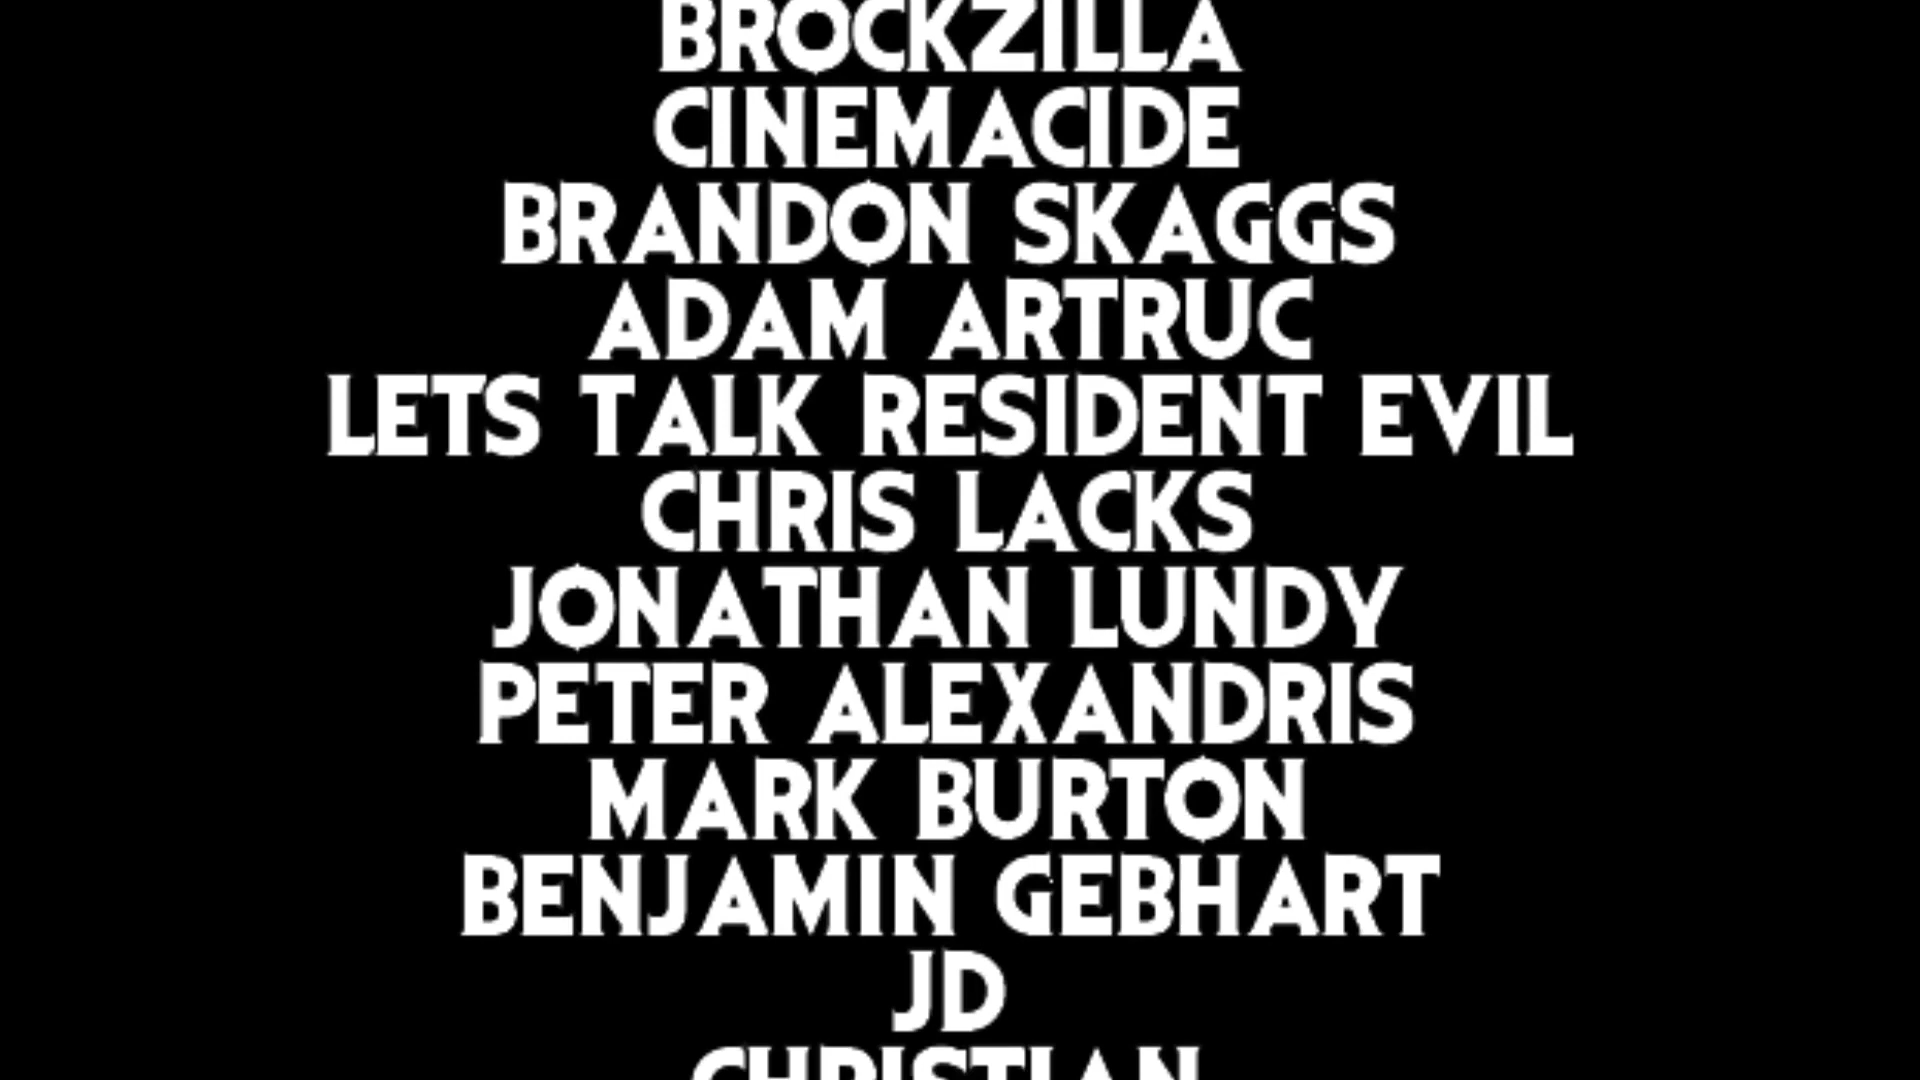 BROCKZILLA
CINEMACIDE
BRANDON SKAGGS
ADAM ARTRUC
LETS TALK RESIDENT EVIL
CHRIS LACKS
JONATHAN LUNDY
PETER ALEXANDRIS
MARK BURTON
BENJAMIN GEBHART
JD
CHRISTIAN